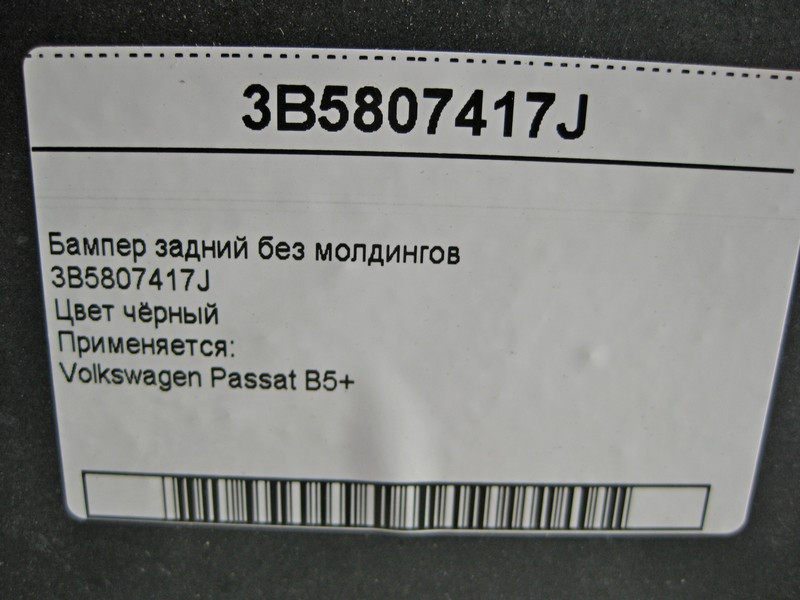 3B5807417J
Бампер задний без молдингов
3B5807417J
Цвет чёрный
Применяется:
Volkswagen Passat B5+